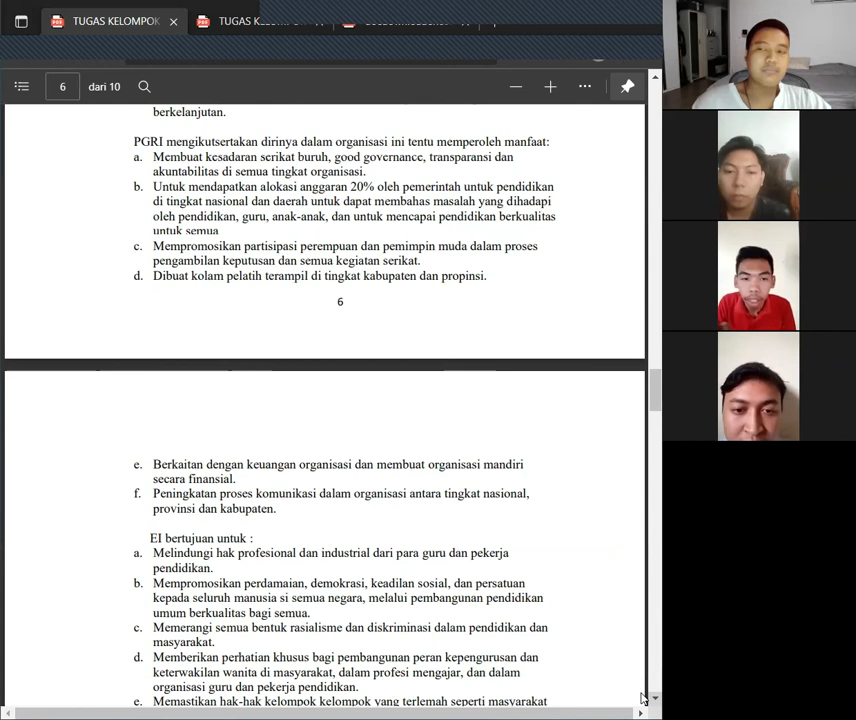 TUGAS KELOMPOK
TUGAS K
6 dari 10
berkelanjutan.
PGRI mengikutsertakan dirinya dalam organisasi ini tentu memperoleh manfaat:
a. Membuat kesadaran serikat buruh, good governance, transparansi dan
akuntabilitas di semua tingkat organisasi.
b. Untuk mendapatkan alokasi anggaran 20% oleh pemerintah untuk pendidikan
di tingkat nasional dan daerah untuk dapat membahas masalah yang dihadapi
oleh pendidikan, guru, anak-anak, dan untuk mencapai pendidikan berkualitas
untuk semua
c. Mempromosikan partisipasi perempuan dan pemimpin muda dalam proses
pengambilan keputusan dan semua kegiatan serikat.
d. Dibuat kolam pelatih terampil di tingkat kabupaten dan propinsi.
6
e. Berkaitan dengan keuangan organisasi dan membuat organisasi mandiri
secara finansial.
f. Peningkatan proses komunikasi dalam organisasi antara tingkat nasional,
provinsi dan kabupaten.
EI bertujuan untuk :
a. Melindungi hak profesional dan industrial dari para guru dan pekerja
pendidikan.
b. Mempromosikan perdamaian, demokrasi, keadilan sosial, dan persatuan
kepada seluruh manusia si semua negara, melalui pembangunan pendidikan
umum berkualitas bagi semua.
c. Memerangi semua bentuk rasialisme dan diskriminasi dalam pendidikan dan
masyarakat.
d. Memberikan perhatian khusus bagi pembangunan peran kepengurusan dan
keterwakilan wanita di masyarakat, dalam profesi mengajar, dan dalam
organisasi guru dan pekerja pendidikan.
e. Memastikan hak-hak kelompok kelompok yang terlemah seperti masyarakat